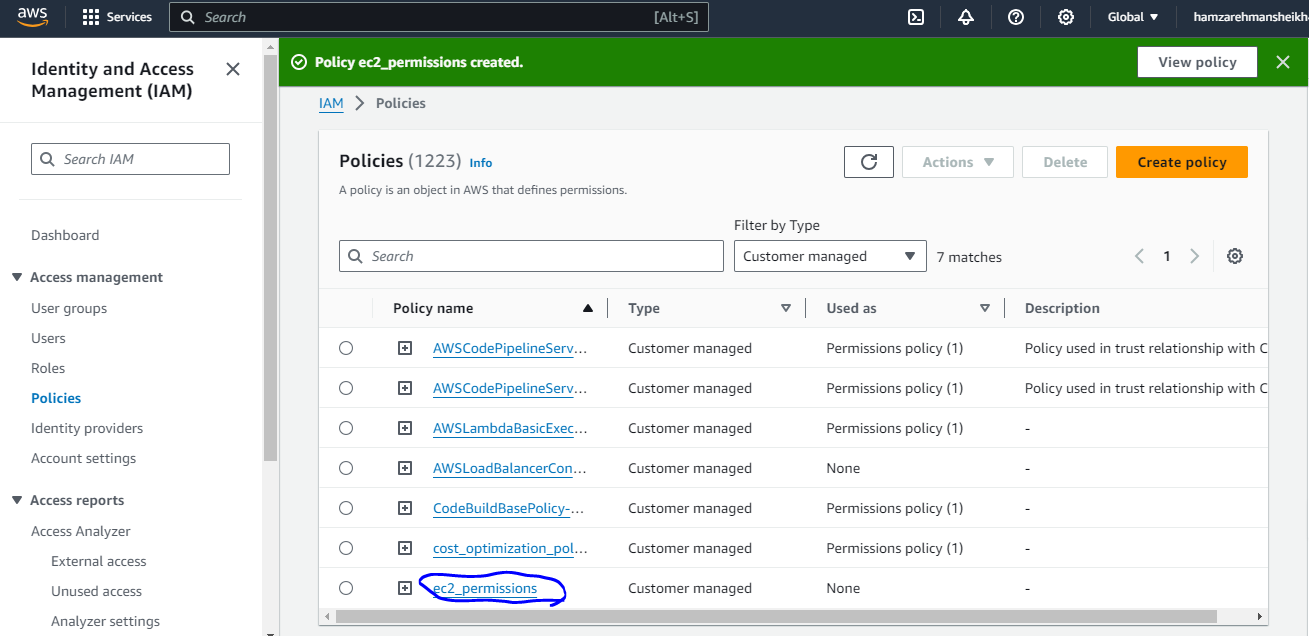 aws
Services
Search
[Alt+S]
Global
hamzarehmansheikh
Identity and Access
Management (IAM)
Search IAM
Dashboard
Access management
User groups
Users
Roles
Policies
Identity providers
Account settings
Access reports
Access Analyzer
External access
Unused access
Analyzer settings
Policy ec2_permissions created.
View policy
IAM > Policies
Policies (1223) Info
A policy is an object in AWS that defines permissions.
Actions
Delete
Create policy
Filter by Type
Search
Customer managed
7 matches
1
Policy name Type Used as Description
AWSCodePipelineServ... Customer managed Permissions policy (1) Policy used in trust relationship with C
AWSCodePipelineServ... Customer managed Permissions policy (1) Policy used in trust relationship with C
AWSLambdaBasicExec... Customer managed Permissions policy (1) -
AWSLoadBalancerCon... Customer managed None -
CodeBuildBasePolicy-... Customer managed Permissions policy (1) -
cost_optimization_pol... Customer managed Permissions policy (1) -
ec2_permissions Customer managed None -